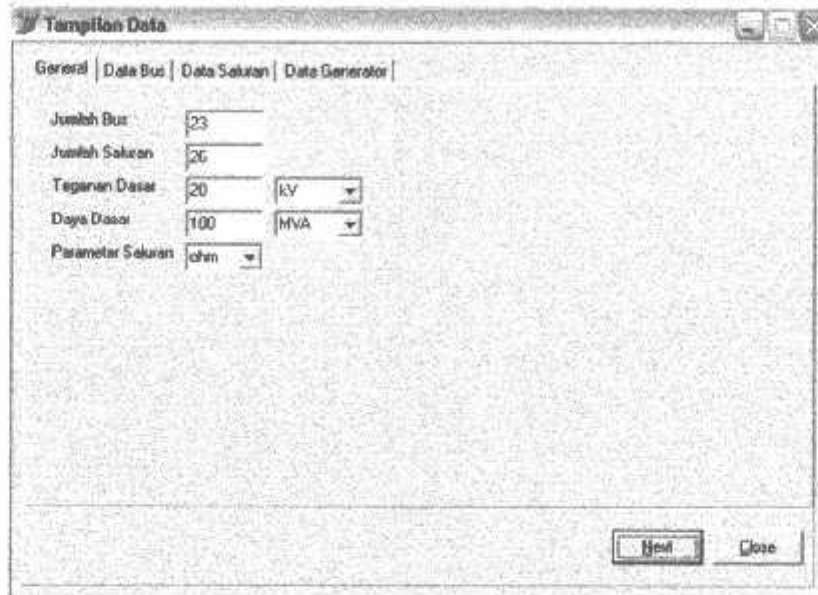 Tampilan Data
General Data Bus Data Saluran Data Generator
Jumlah Bus 23
Jumlah Saluran 26
Tegangan Dasar 20 kV
Daya Dasar 100 MVA
Parameter Saluran ohm
Next Close